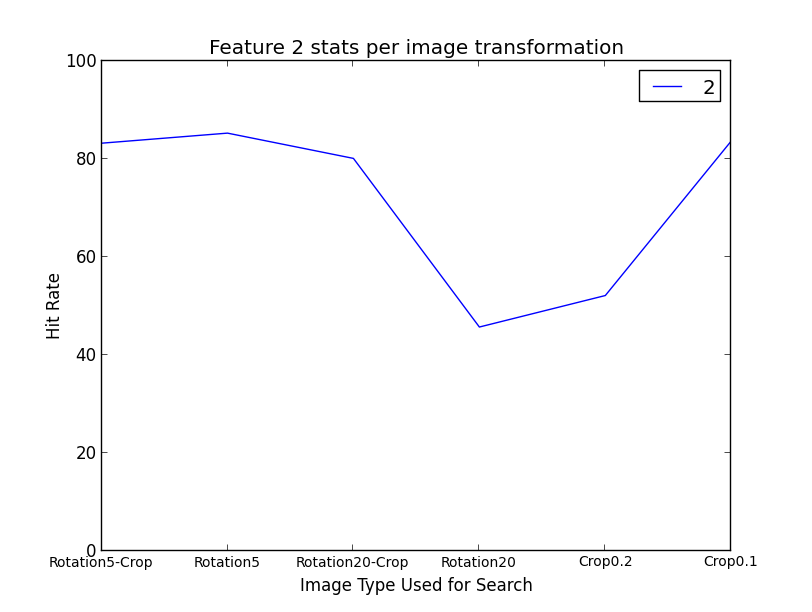 Feature 2 stats per image transformation
2
100
80
60
40
20
0
Hit Rate
Rotation5-Crop Rotation5 Rotation20-Crop Rotation20 Crop0.2 Crop0.1
Image Type Used for Search